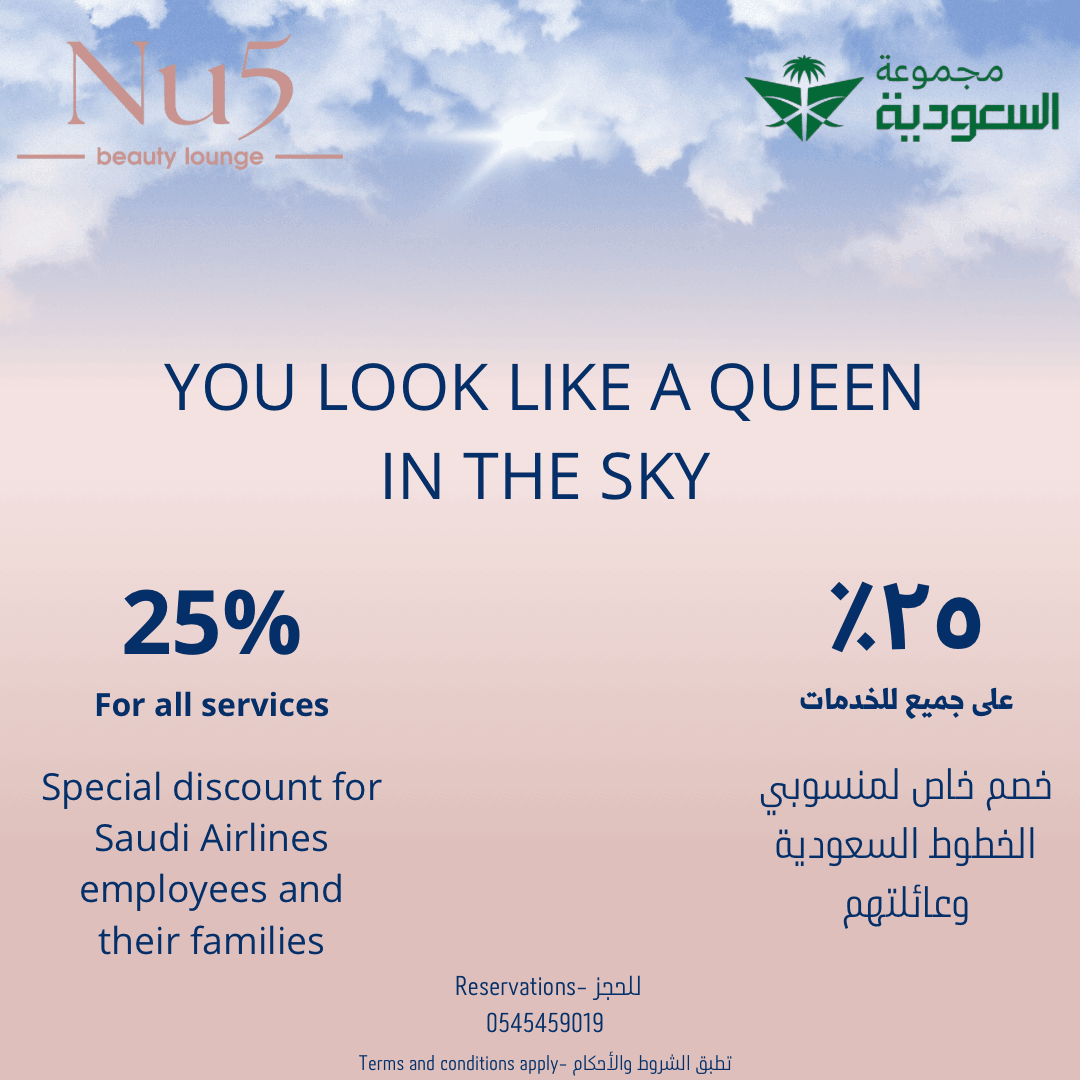 Nu5
beauty lounge
مجموعة
السعودية
YOU LOOK LIKE A QUEEN
IN THE SKY
25%
For all services
Special discount for
Saudi Airlines
employees and
their families
٢٥٪
على جميع للخدمات
خصم خاص لمنسوبي
الخطوط السعودية
وعائلتهم
Reservations- للحجز
0545459019
Terms and conditions apply- تطبق الشروط والأحكام